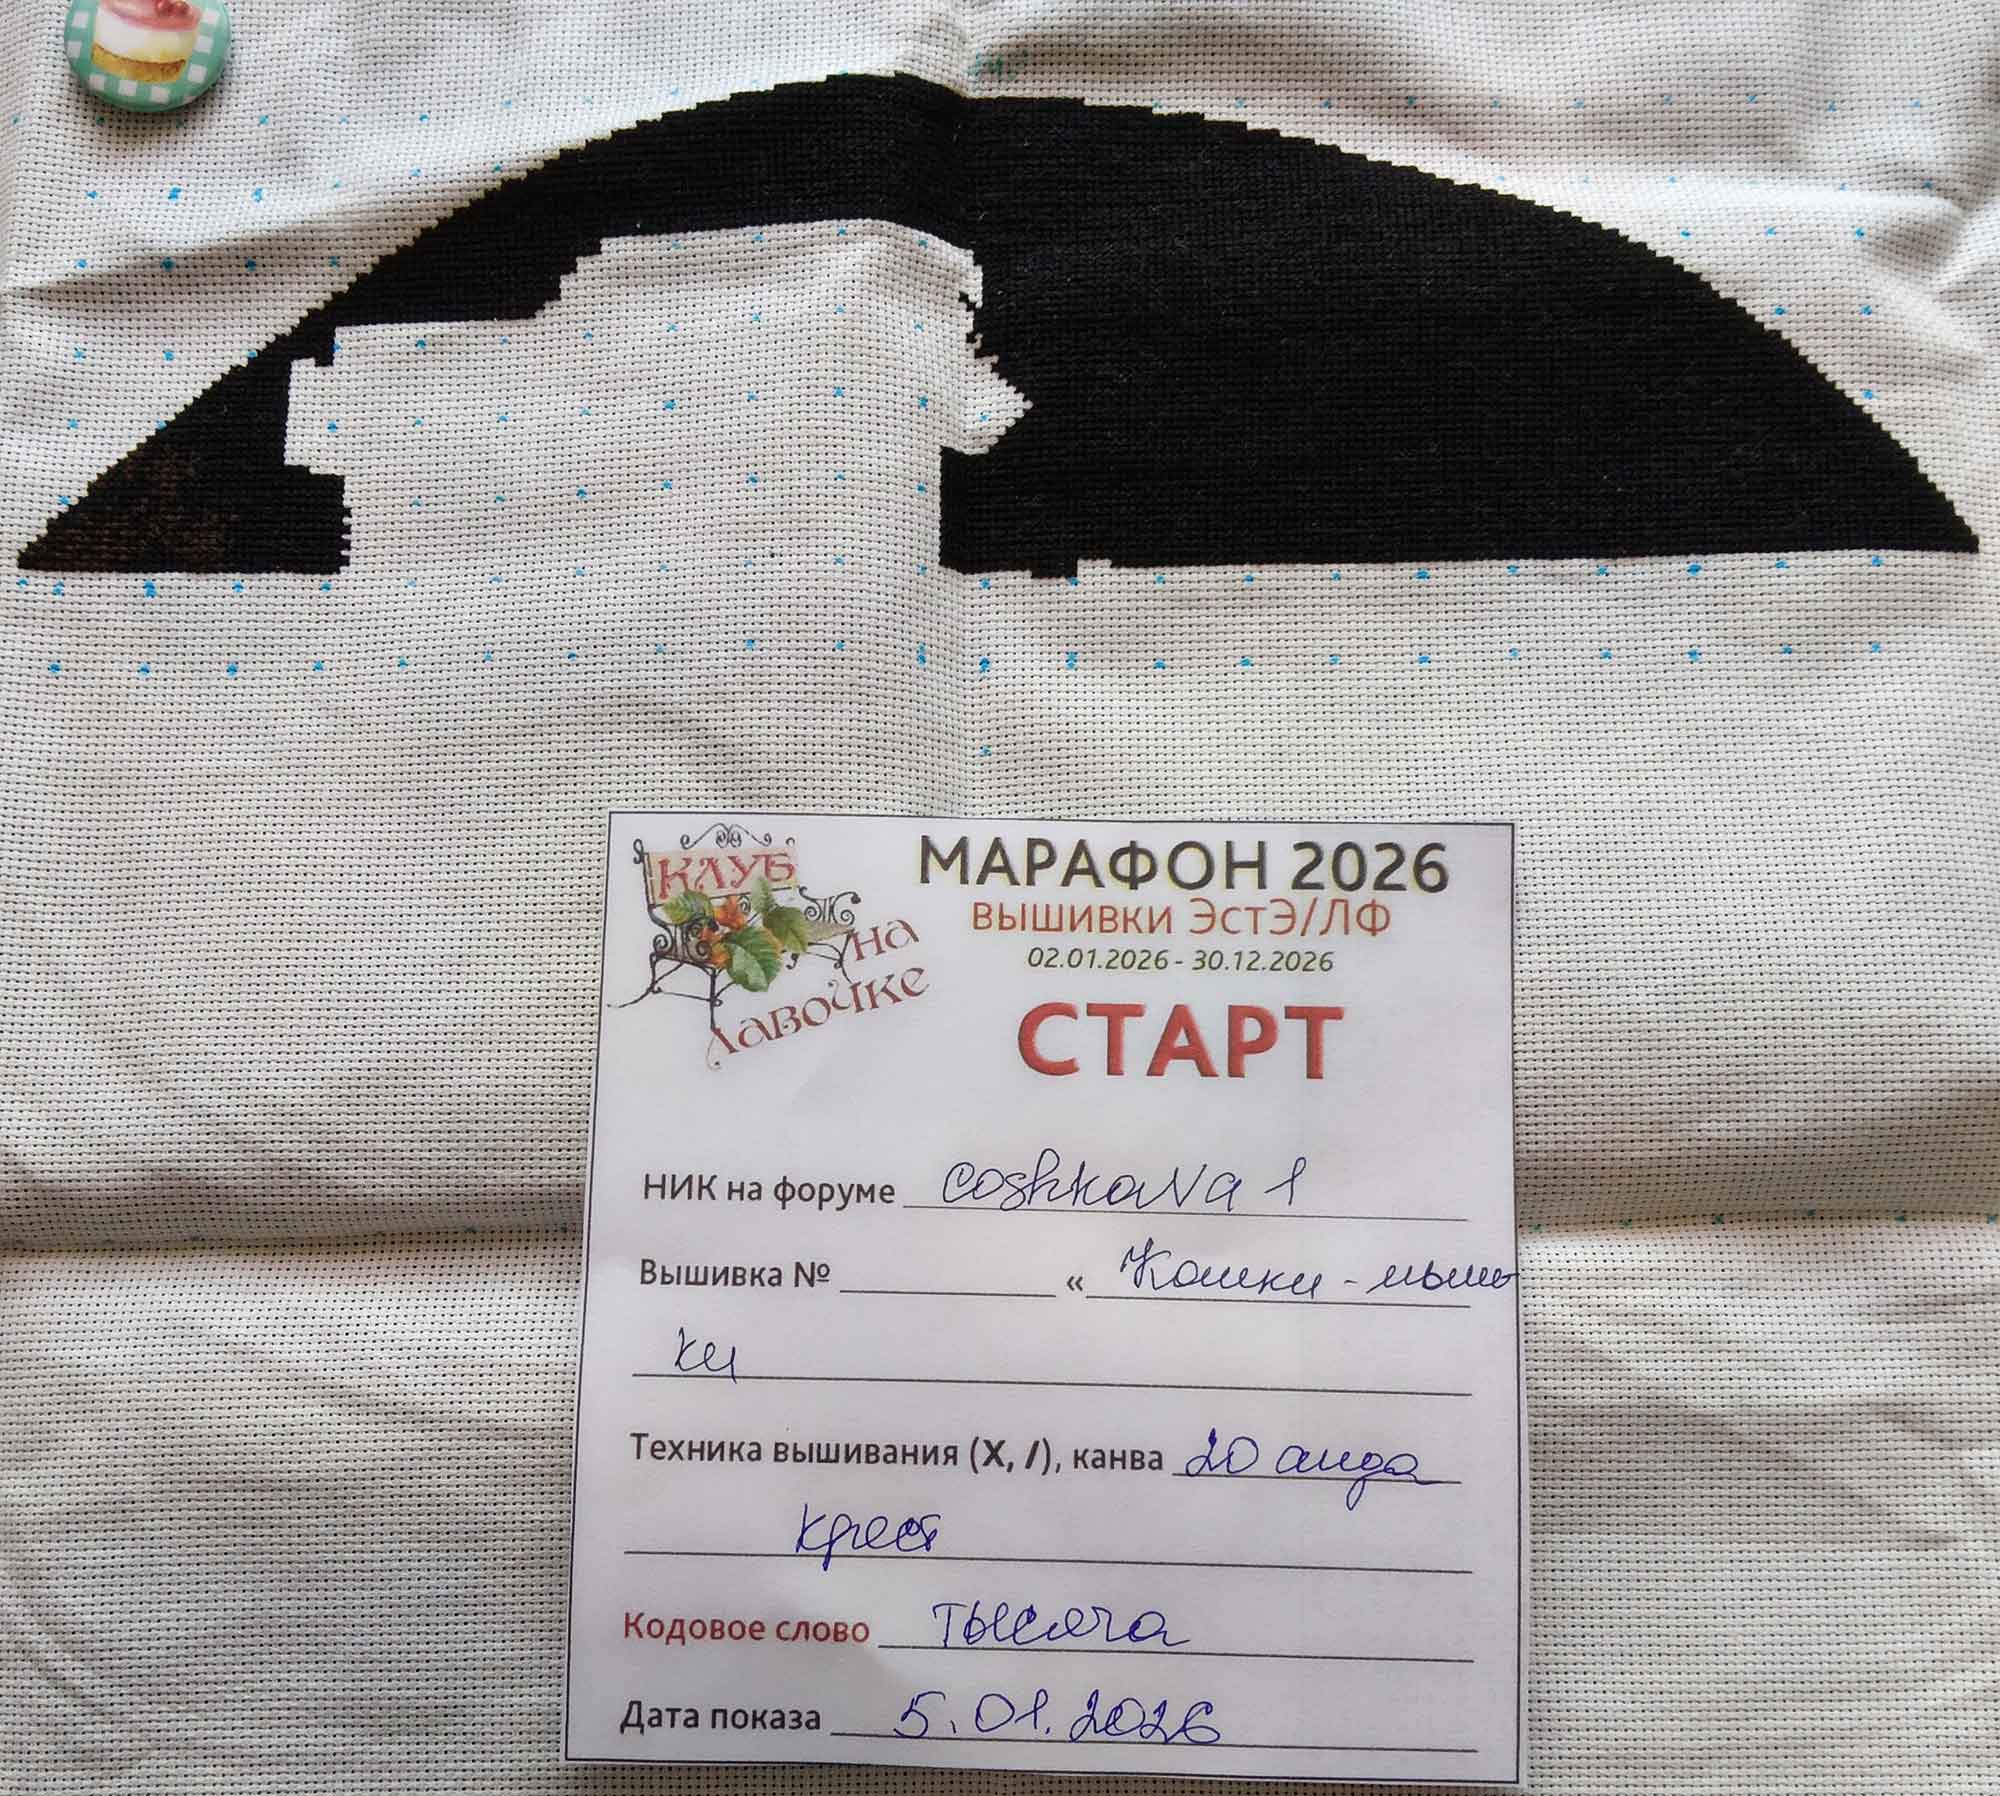 КЛУБ
на
лавочке
МАРАФОН 2026
ВЫШИВКИ ЭстЭ/ЛФ
02.01.2026 - 30.12.2026
СТАРТ
НИК на форуме coshkaVa 1
Вышивка № « Кошки - мыш
ки
Техника вышивания (X, /), канва 20 аида
крест
Кодовое слово тысяча
Дата показа 5.01.2026